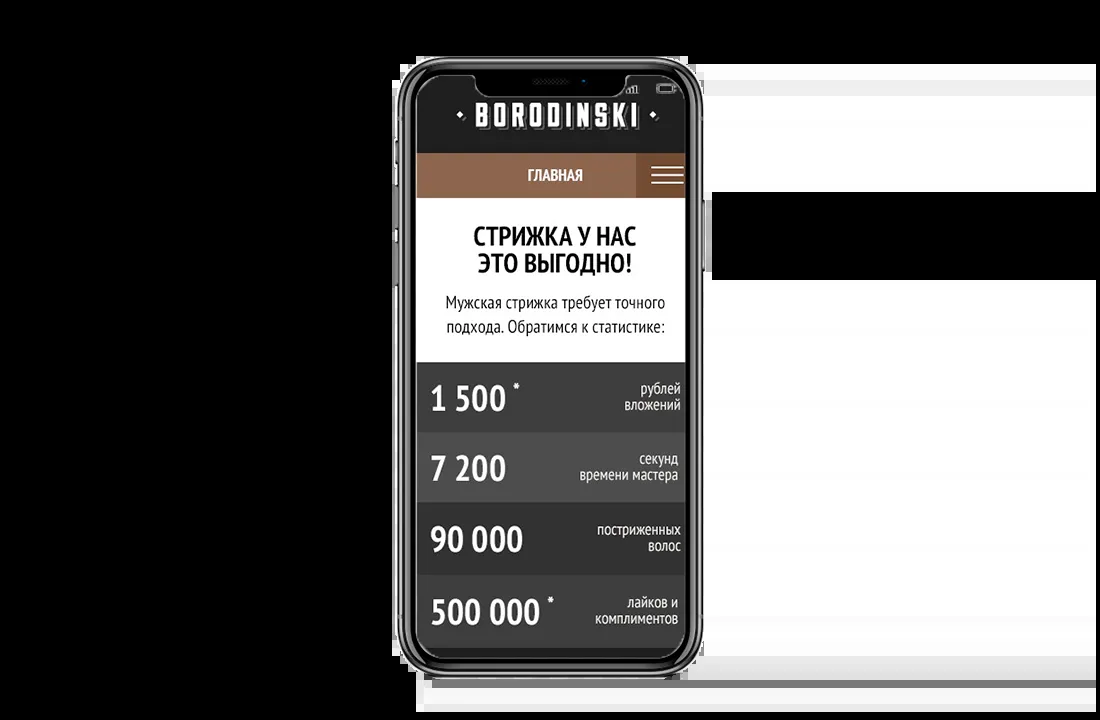 BORODINSKI
ГЛАВНАЯ
СТРИЖКА У НАС
ЭТО ВЫГОДНО!
Мужская стрижка требует точного
подхода. Обратимся к статистике:
1 500 *
рублей
вложений
7 200
секунд
времени мастера
90 000
постриженных
волос
500 000 *
лайков и
комплиментов